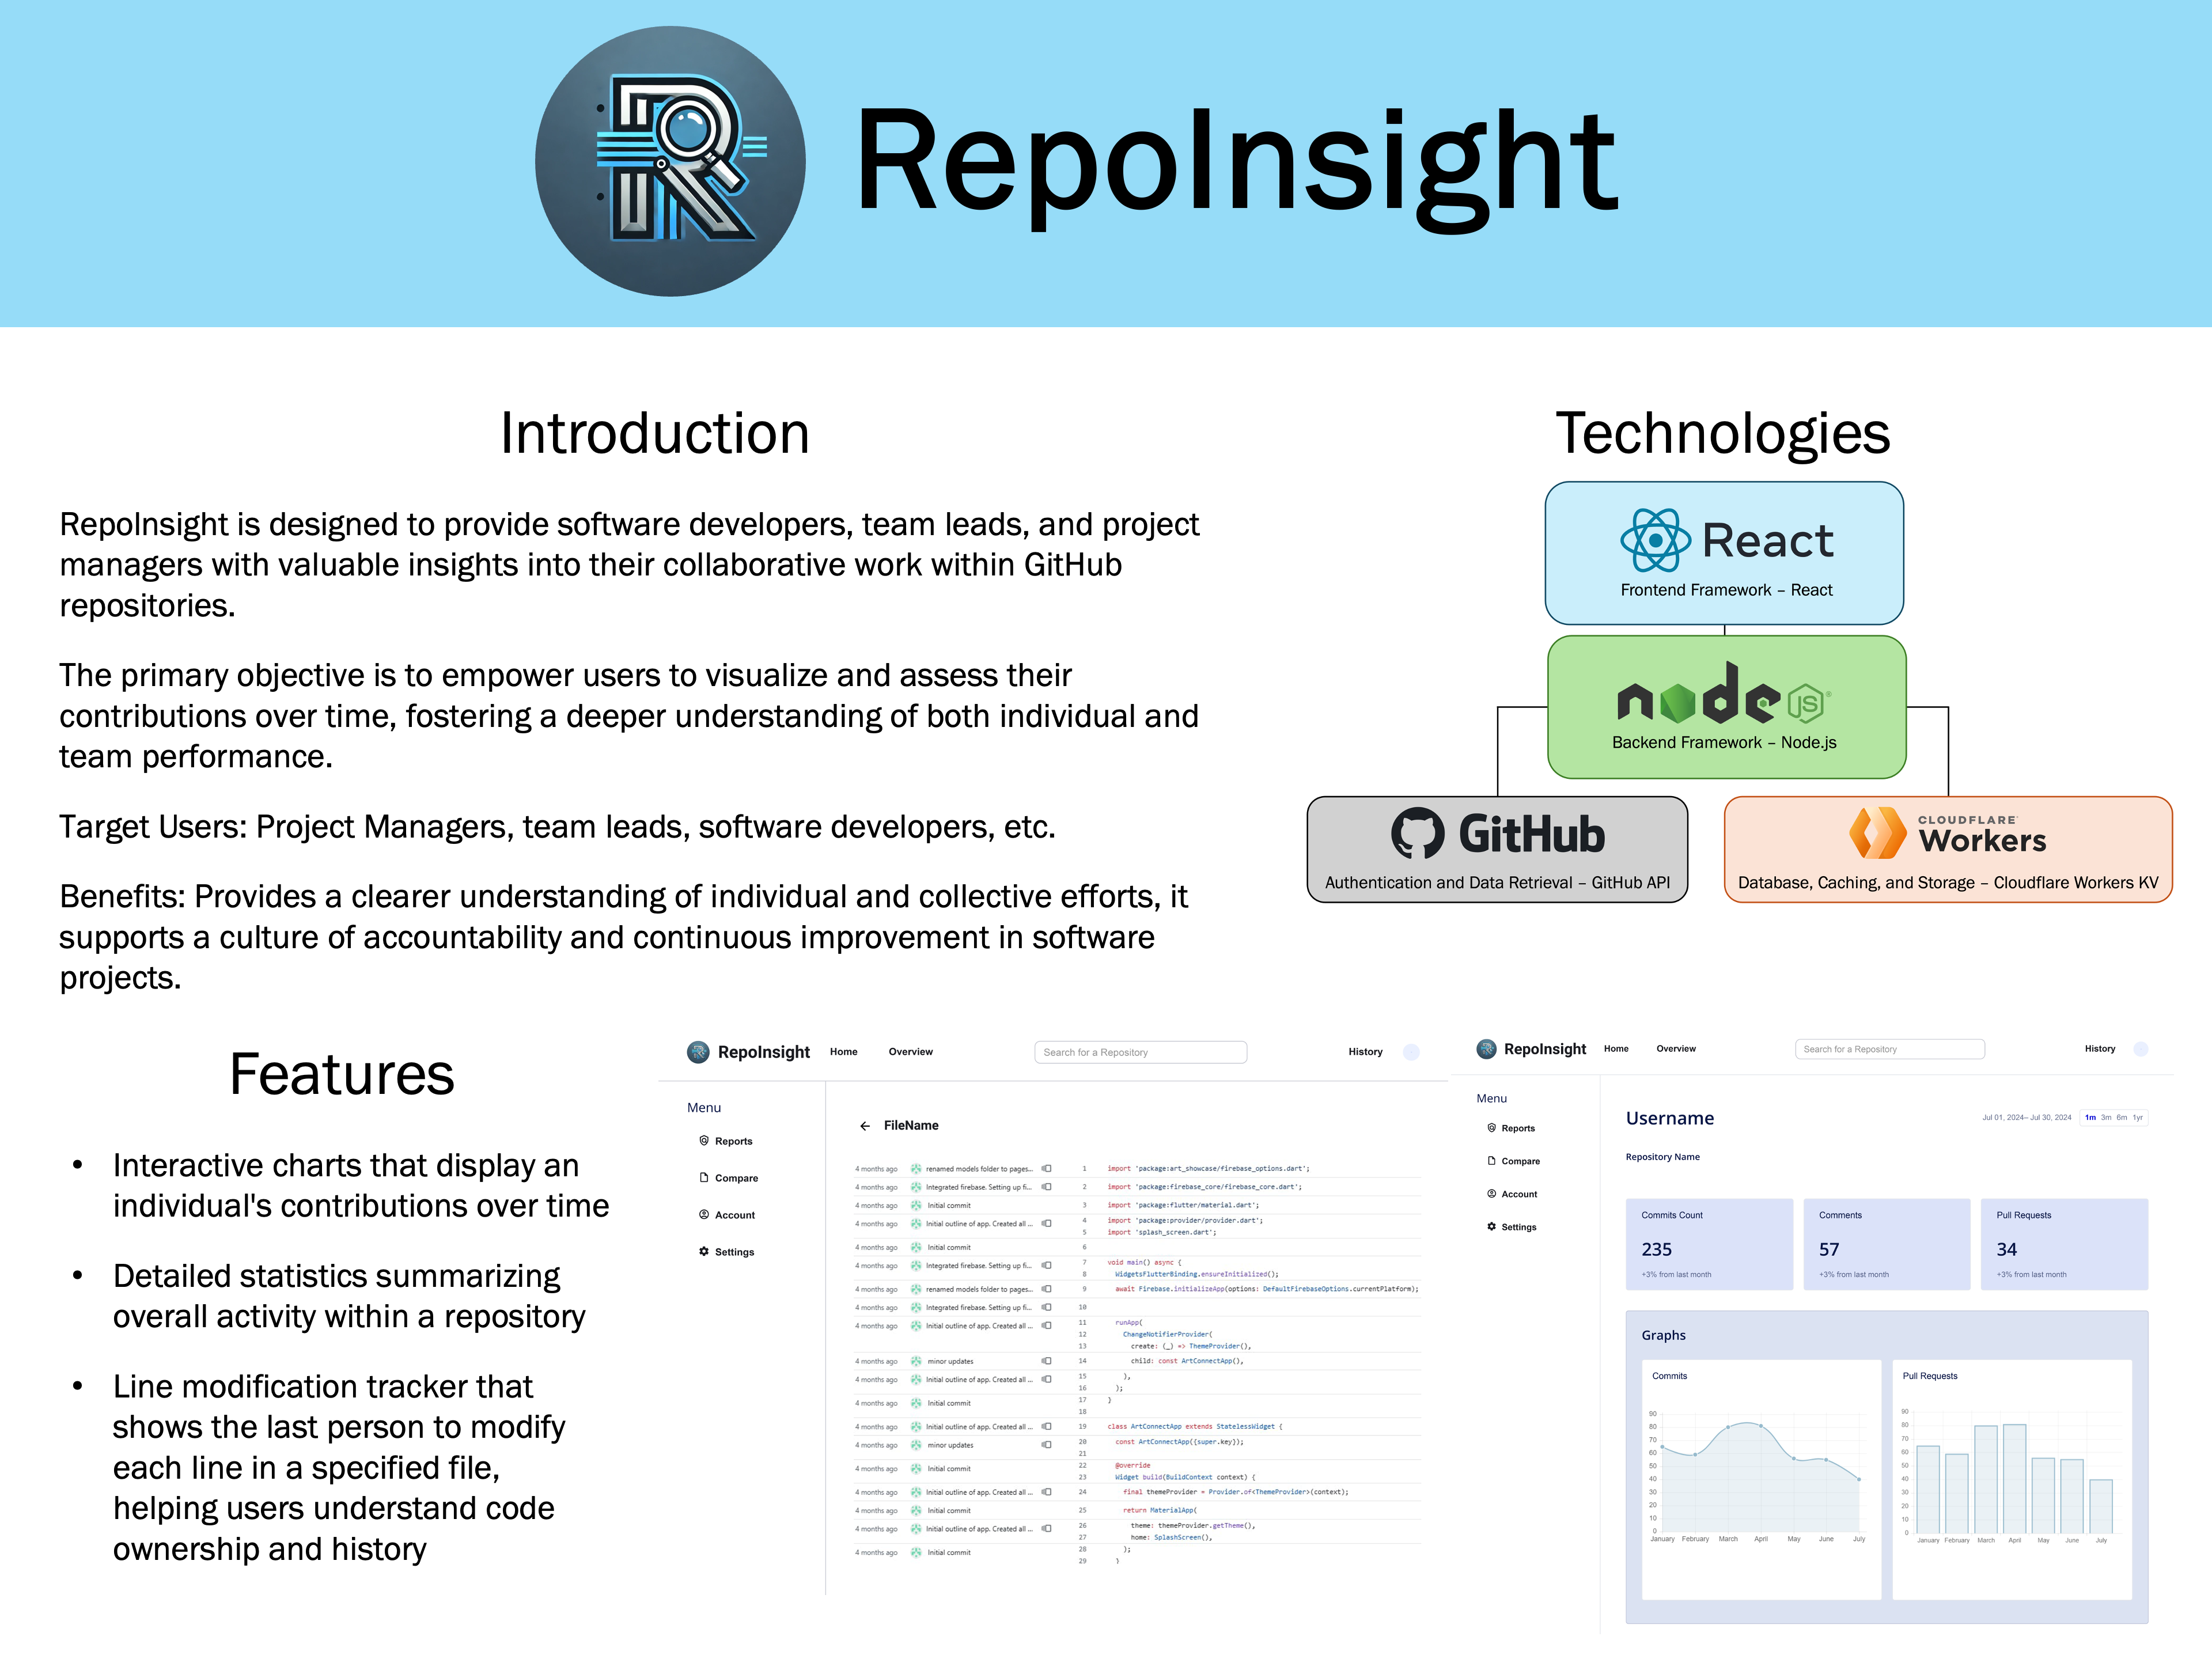 RepoInsight
Introduction
RepoInsight is designed to provide software developers, team leads, and project
managers with valuable insights into their collaborative work within GitHub
repositories.
The primary objective is to empower users to visualize and assess their
contributions over time, fostering a deeper understanding of both individual and
team performance.
Target Users: Project Managers, team leads, software developers, etc.
Benefits: Provides a clearer understanding of individual and collective efforts, it
supports a culture of accountability and continuous improvement in software
projects.
Technologies
React
Frontend Framework – React
node JS
Backend Framework – Node.js
GitHub
Authentication and Data Retrieval – GitHub API
CLOUDFLARE
Workers
Database, Caching, and Storage – Cloudflare Workers KV
Features
• Interactive charts that display an
individual's contributions over time
• Detailed statistics summarizing
overall activity within a repository
• Line modification tracker that
shows the last person to modify
each line in a specified file,
helping users understand code
ownership and history
RepoInsight Home Overview Search for a Repository History
Menu
Reports
Compare
Account
Settings
FileName
4 months ago renamed models folder to pages... 1 import 'package:art_showcase/firebase_options.dart';
4 months ago Integrated firebase. Setting up fi... 2 import 'package:firebase_core/firebase_core.dart';
4 months ago Initial commit 3 import 'package:flutter/material.dart';
4 months ago Initial outline of app. Created all ... 4 import 'package:provider/provider.dart';
5 import 'splash_screen.dart';
4 months ago Initial commit 6
4 months ago Integrated firebase. Setting up fi... 7 void main() async {
8 WidgetsFlutterBinding.ensureInitialized();
4 months ago renamed models folder to pages... 9 await Firebase.initializeApp(options: DefaultFirebaseOptions.currentPlatform);
4 months ago Integrated firebase. Setting up fi... 10
4 months ago Initial outline of app. Created all ... 11 runApp(
12 ChangeNotifierProvider(
13 create: (_) => ThemeProvider(),
4 months ago minor updates 14 child: const ArtConnectApp(),
4 months ago Initial outline of app. Created all ... 15 ),
16 );
4 months ago Initial commit 17 }
18
4 months ago Initial outline of app. Created all ... 19 class ArtConnectApp extends StatelessWidget {
4 months ago minor updates 20 const ArtConnectApp({super.key});
21
4 months ago Initial commit 22 @override
23 Widget build(BuildContext context) {
4 months ago Initial outline of app. Created all ... 24 final themeProvider = Provider.of<ThemeProvider>(context);
4 months ago Initial commit 25 return MaterialApp(
4 months ago Initial outline of app. Created all ... 26 theme: themeProvider.getTheme(),
27 home: SplashScreen(),
4 months ago Initial commit 28 );
29 }
RepoInsight Home Overview Search for a Repository History
Menu
Reports
Compare
Account
Settings
Username
Jul 01, 2024– Jul 30, 2024 1m 3m 6m 1yr
Repository Name
Commits Count
235
+3% from last month
Comments
57
+3% from last month
Pull Requests
34
+3% from last month
Graphs
Commits
90
80
70
60
50
40
30
20
10
0
January February March April May June July
Pull Requests
90
80
70
60
50
40
30
20
10
0
January February March April May June July